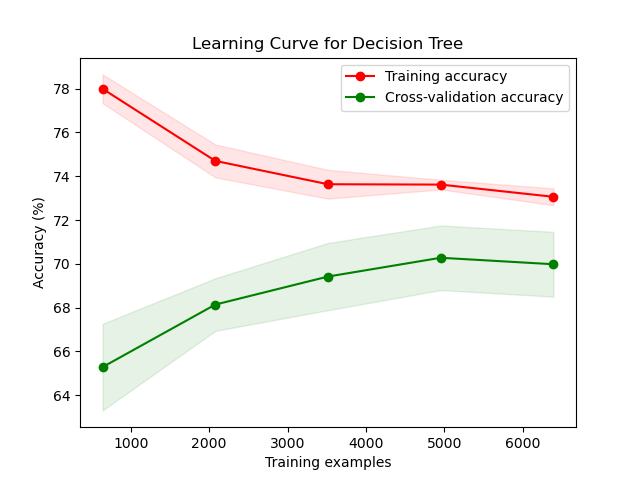 Learning Curve for Decision Tree
Training accuracy
Cross-validation accuracy
Accuracy (%)
78
76
74
72
70
68
66
64
1000 2000 3000 4000 5000 6000
Training examples